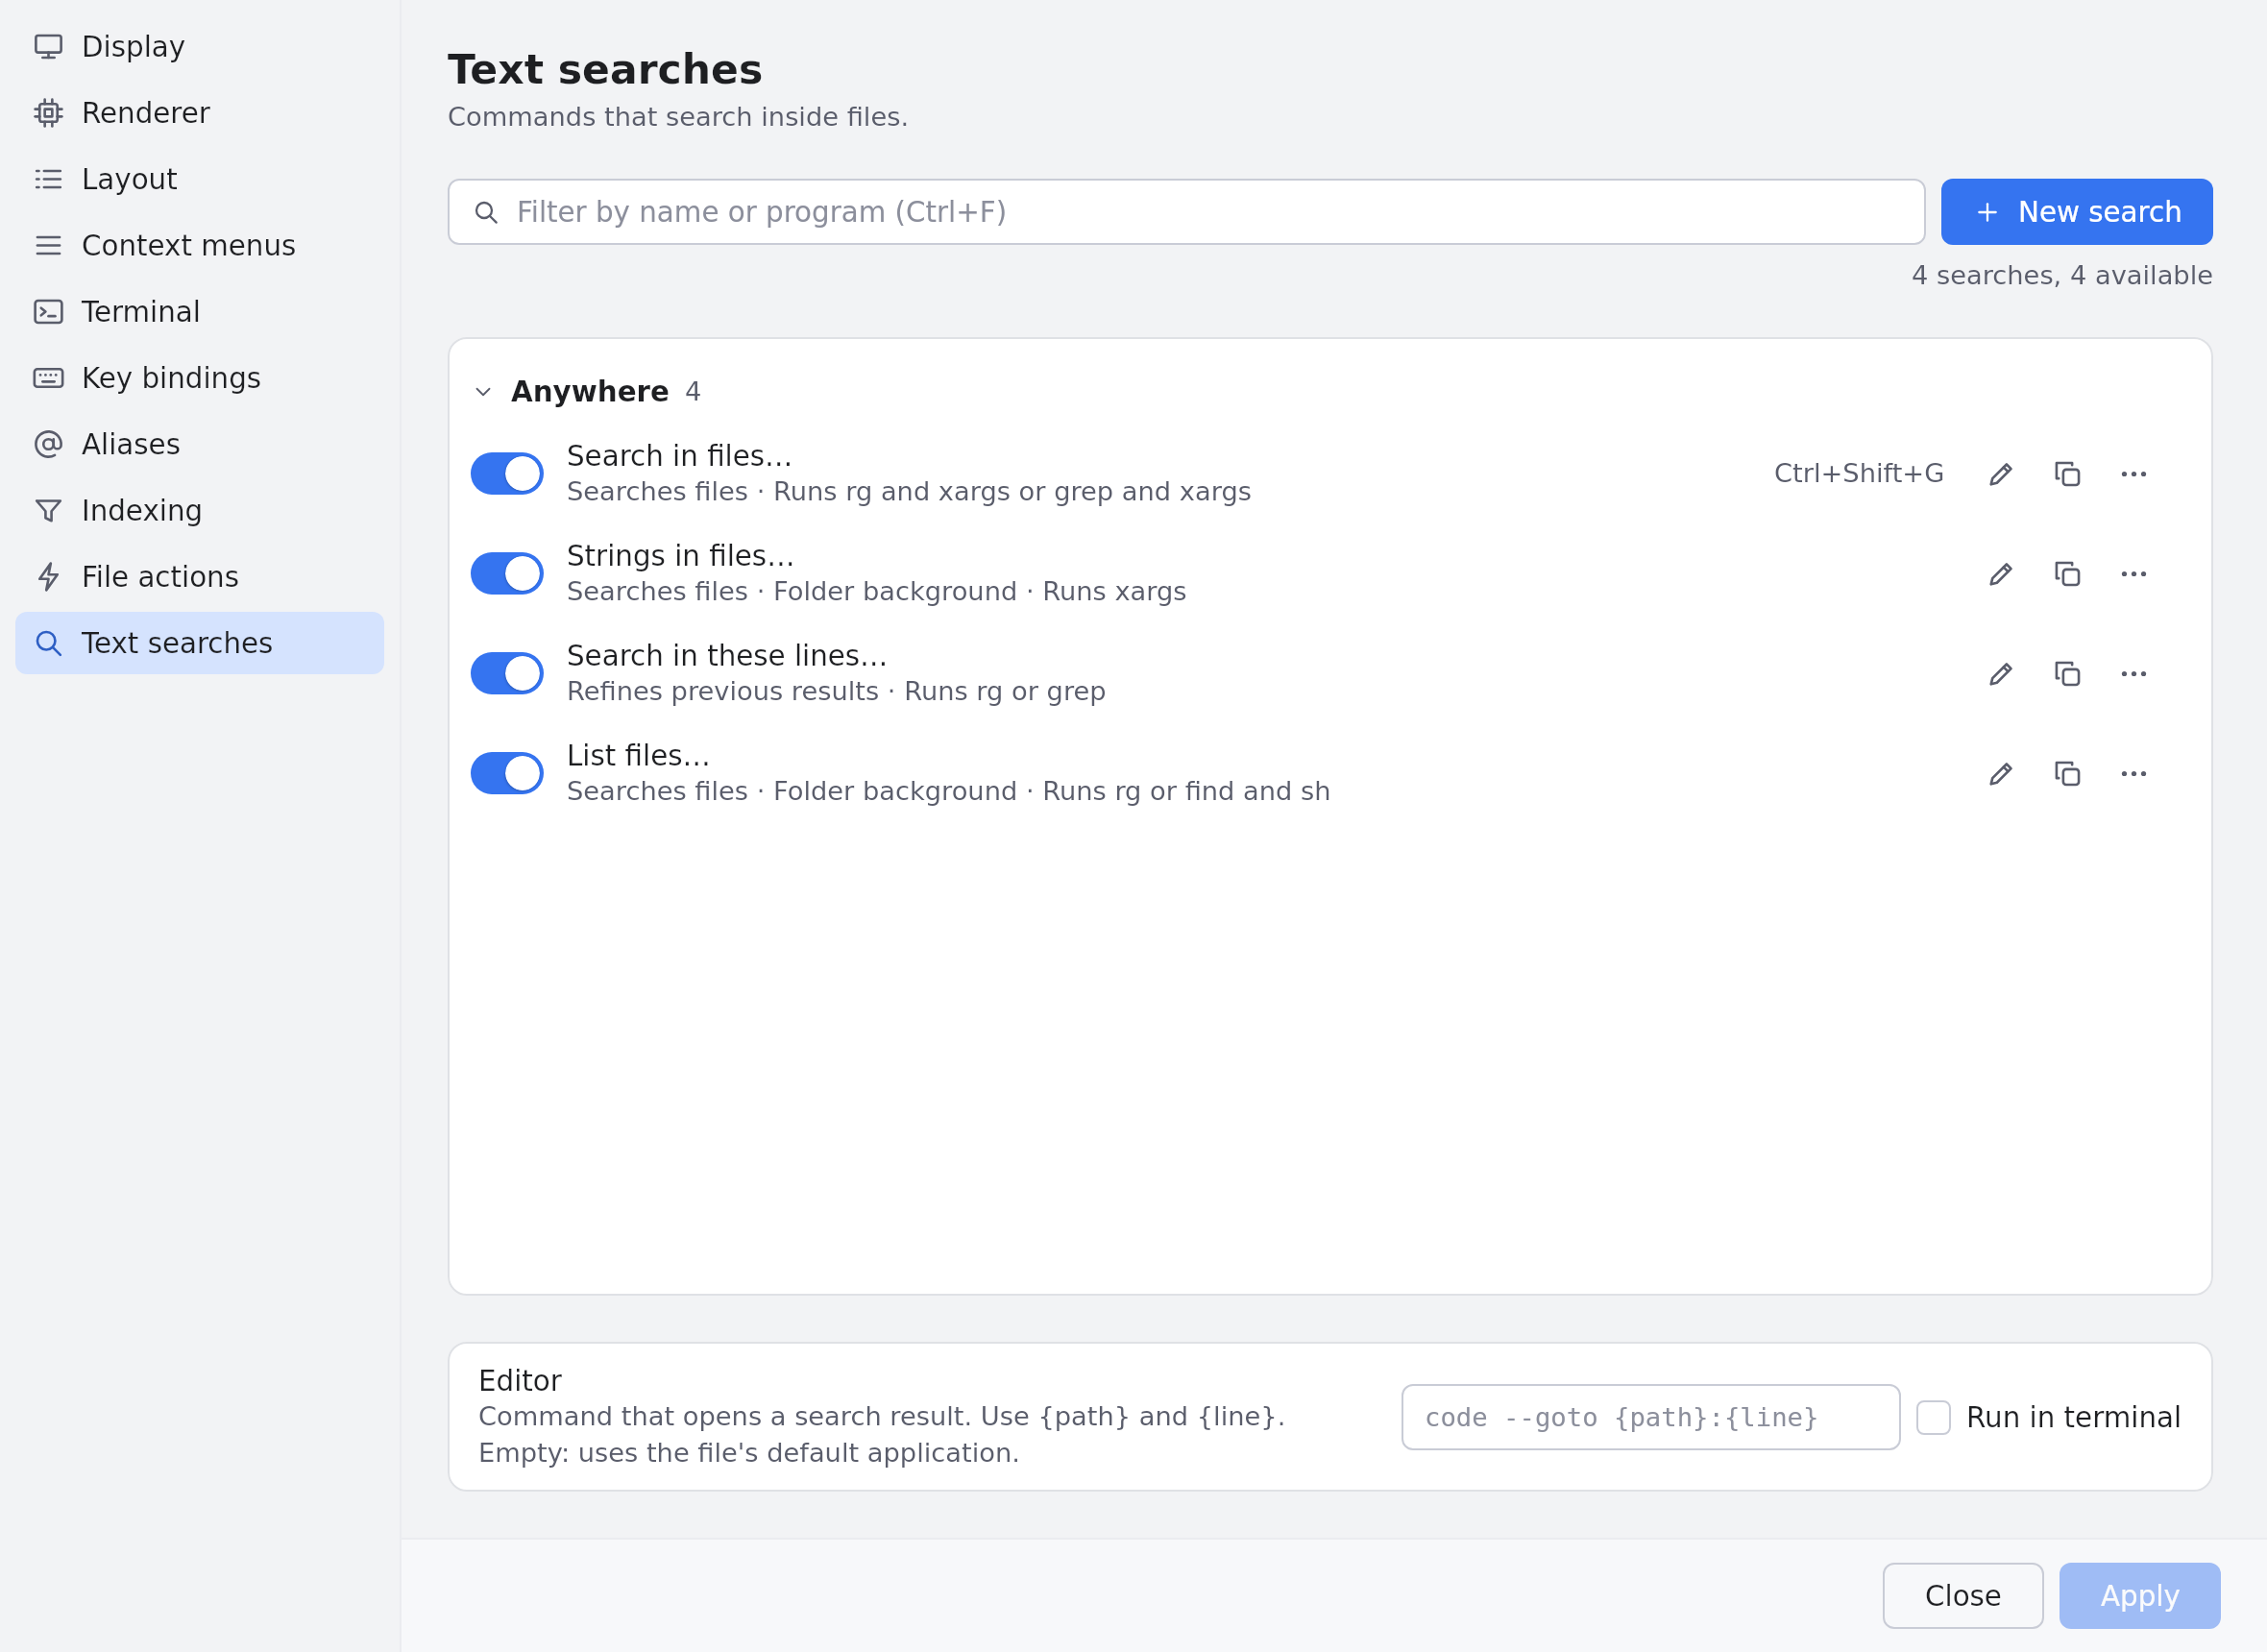 Display
Renderer
Layout
Context menus
Terminal
Key bindings
Aliases
Indexing
File actions
Text searches
Text searches
Commands that search inside files.
Filter by name or program (Ctrl+F)
New search
4 searches, 4 available
Anywhere 4
Search in files...
Searches files · Runs rg and xargs or grep and xargs
Ctrl+Shift+G
Strings in files...
Searches files · Folder background · Runs xargs
Search in these lines...
Refines previous results · Runs rg or grep
List files...
Searches files · Folder background · Runs rg or find and sh
Editor
Command that opens a search result. Use {path} and {line}.
Empty: uses the file's default application.
code --goto {path}:{line}
Run in terminal
Close
Apply